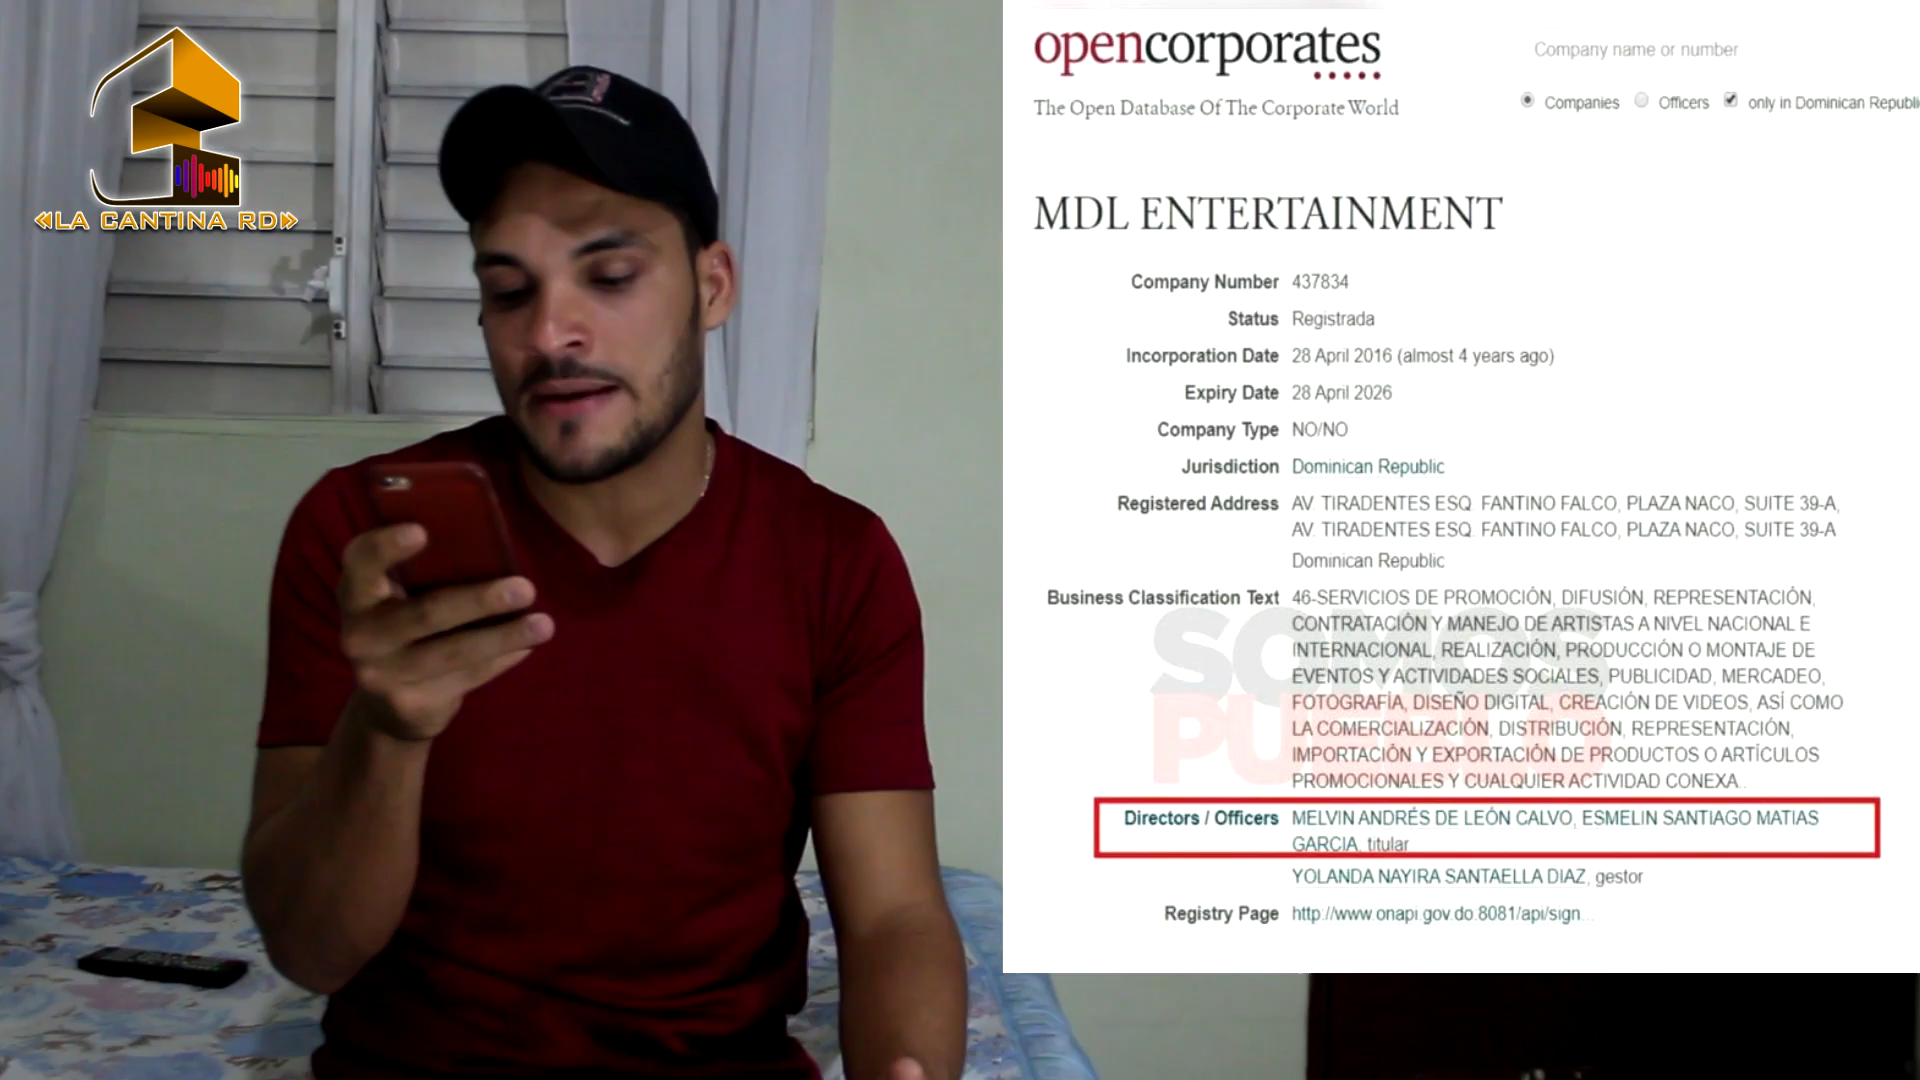 «LA CANTINA RD»
opencorporates
The Open Database Of The Corporate World
Company name or number
Companies Officers only in Dominican Republi
MDL ENTERTAINMENT
Company Number 437834
Status Registrada
Incorporation Date 28 April 2016 (almost 4 years ago)
Expiry Date 28 April 2026
Company Type NO/NO
Jurisdiction Dominican Republic
Registered Address AV. TIRADENTES ESQ. FANTINO FALCO, PLAZA NACO, SUITE 39-A,
AV. TIRADENTES ESQ. FANTINO FALCO, PLAZA NACO, SUITE 39-A
Dominican Republic
Business Classification Text 46-SERVICIOS DE PROMOCIÓN, DIFUSIÓN, REPRESENTACIÓN,
CONTRATACIÓN Y MANEJO DE ARTISTAS A NIVEL NACIONAL E
INTERNACIONAL, REALIZACIÓN, PRODUCCIÓN O MONTAJE DE
EVENTOS Y ACTIVIDADES SOCIALES, PUBLICIDAD, MERCADEO,
FOTOGRAFÍA, DISEÑO DIGITAL, CREACIÓN DE VIDEOS, ASÍ COMO
LA COMERCIALIZACIÓN, DISTRIBUCIÓN, REPRESENTACIÓN,
IMPORTACIÓN Y EXPORTACIÓN DE PRODUCTOS O ARTÍCULOS
PROMOCIONALES Y CUALQUIER ACTIVIDAD CONEXA..
SOMOS
PUEBLO
Directors / Officers MELVIN ANDRÉS DE LEÓN CALVO, ESMELIN SANTIAGO MATIAS
GARCIA, titular
YOLANDA NAYIRA SANTAELLA DIAZ, gestor
Registry Page http://www.onapi.gov.do:8081/api/sign...